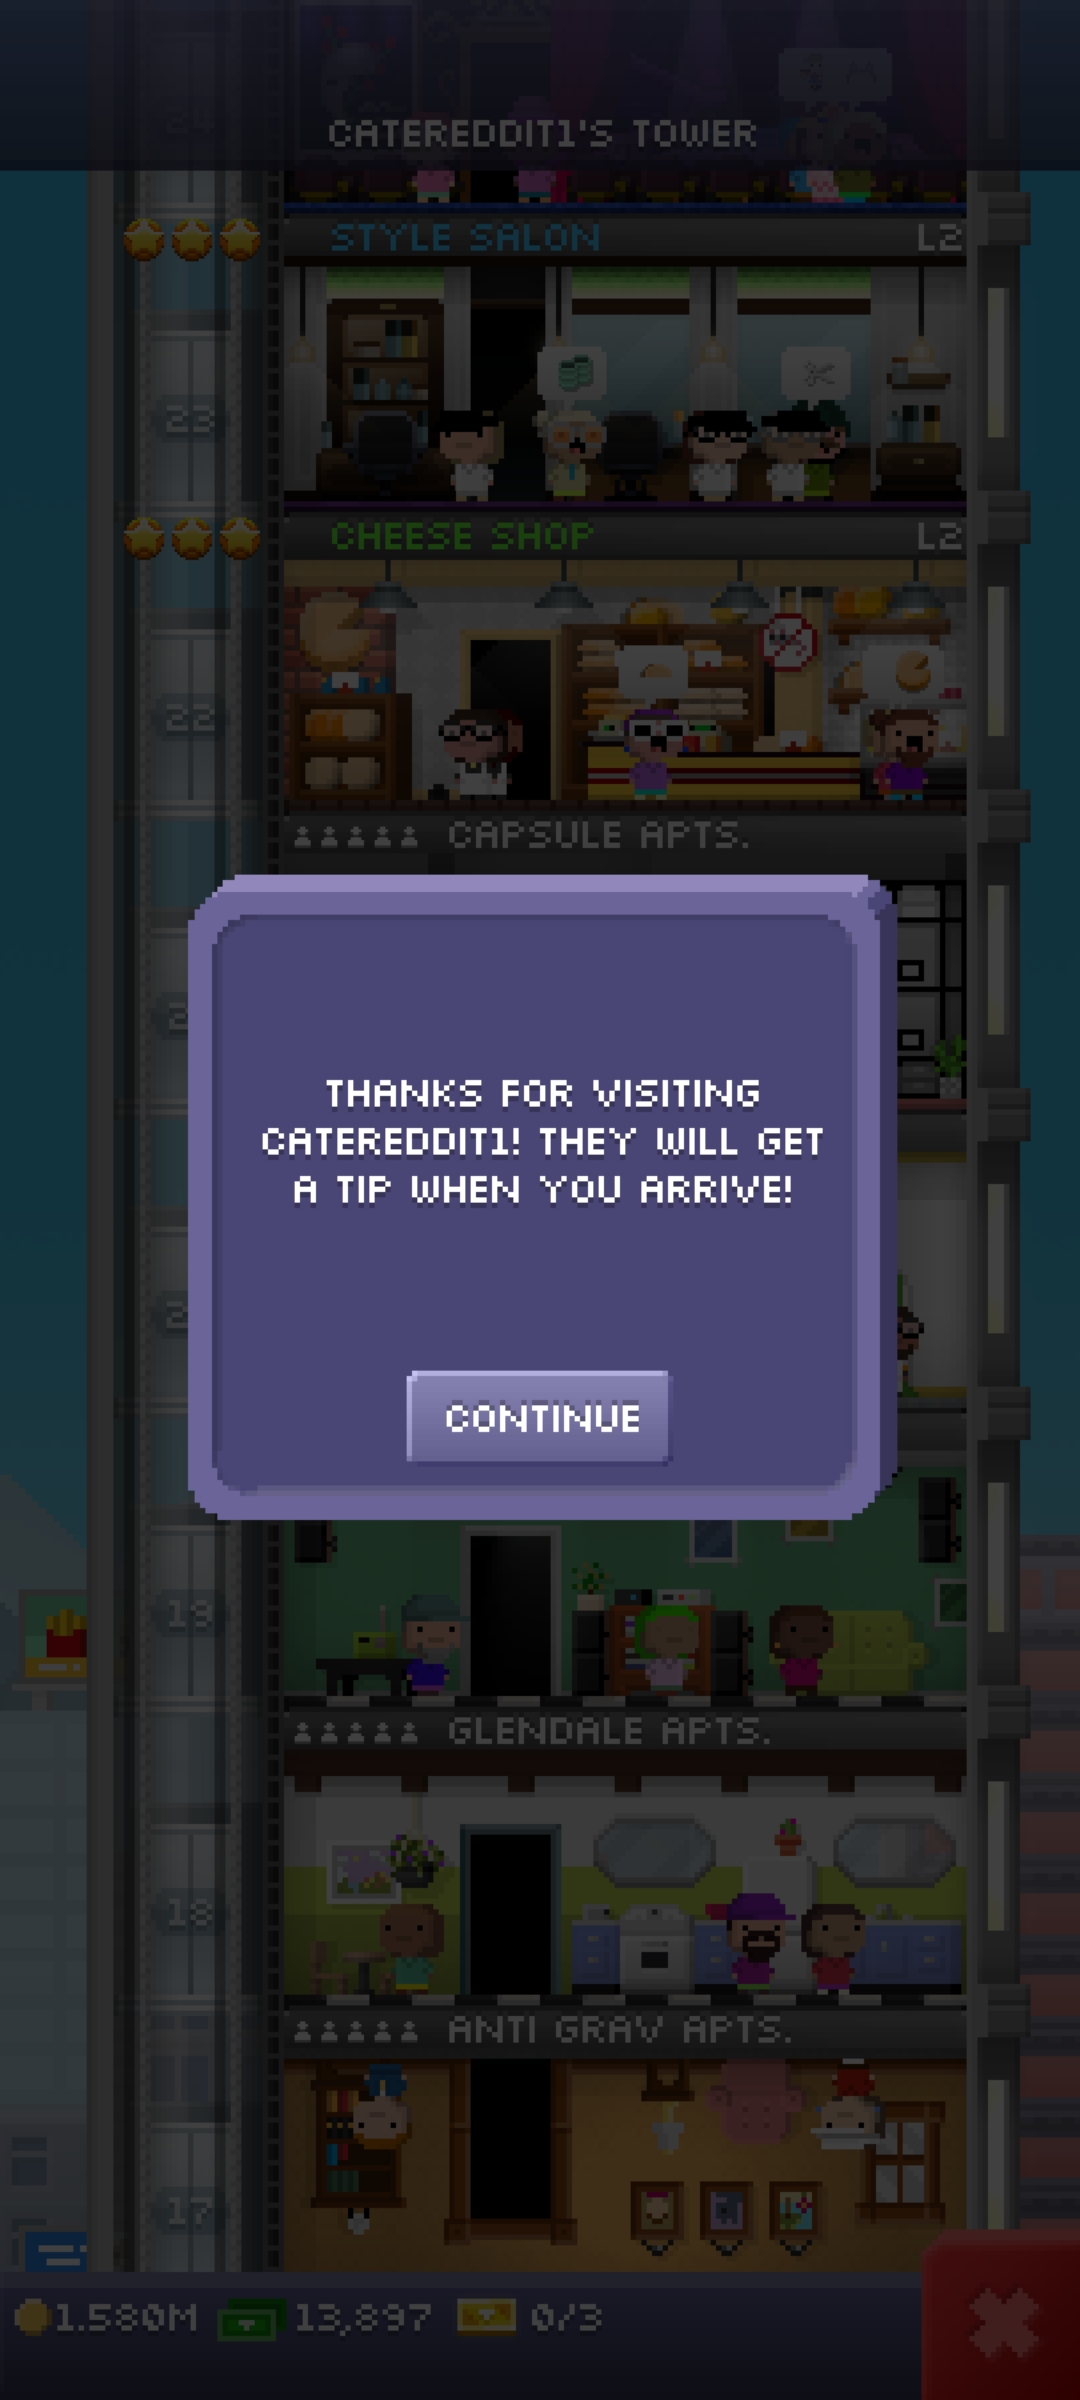 CATEREDDIT1'S TOWER
STYLE SALON L2
23
CHEESE SHOP L2
22
CAPSULE APTS.
THANKS FOR VISITING
CATEREDDIT1! THEY WILL GET
A TIP WHEN YOU ARRIVE!
CONTINUE
19
GLENDALE APTS.
18
ANTI GRAV APTS.
17
1.580M 13,897 0/3